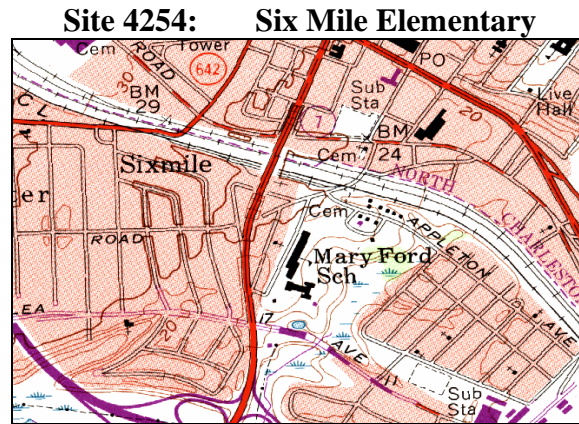 Site 4254: Six Mile Elementary
Cem
ROAD
Tower
642
PO
30
BM
29
Sub
Sta
20
Live
Hall
C L
7
BM
24
Cem
Sixmile
NORTH
CHARLESTO
er
Cem
APPLETON
AVE
ROAD
Mary Ford
Sch
EA
17
20
AVE
11
Sub
Sta